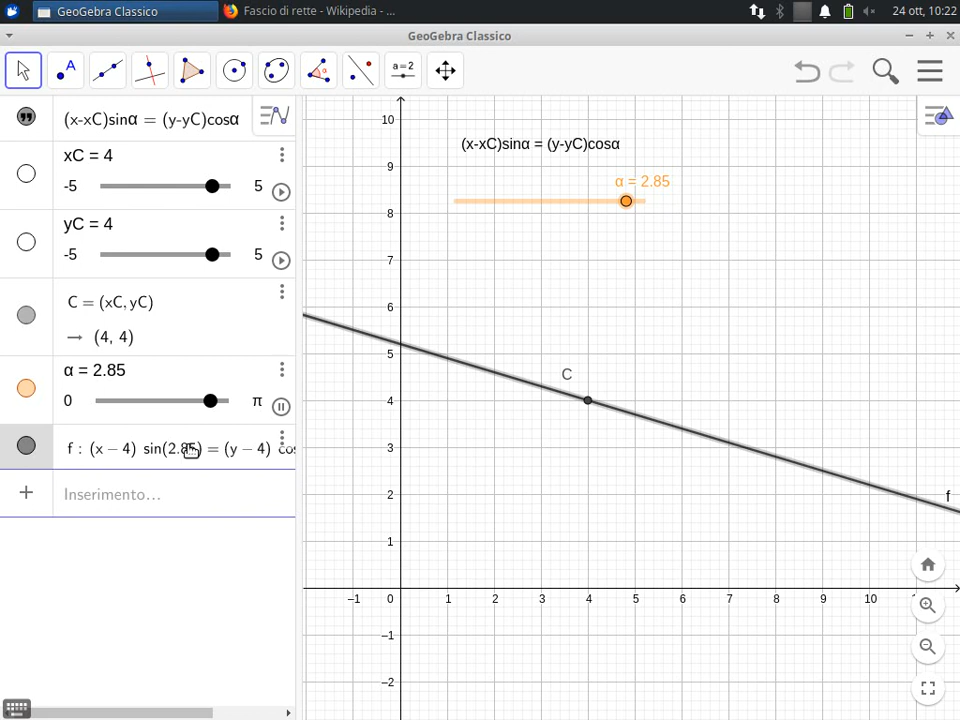 GeoGebra Classico
Fascio di rette - Wikipedia - ...
24 ott, 10:22
GeoGebra Classico
A
α
a=2
(x-xC)sinα = (y-yC)cosα
xC = 4
-5
5
yC = 4
-5
5
C = (xC, yC)
→ (4, 4)
α = 2.85
0
π
f : (x − 4) sin(2.85) = (y − 4) cos
+
Inserimento…
(x-xC)sinα = (y-yC)cosα
α = 2.85
C
f
10
9
8
7
6
5
4
3
2
1
0
–1
–2
–1
1
2
3
4
5
6
7
8
9
10